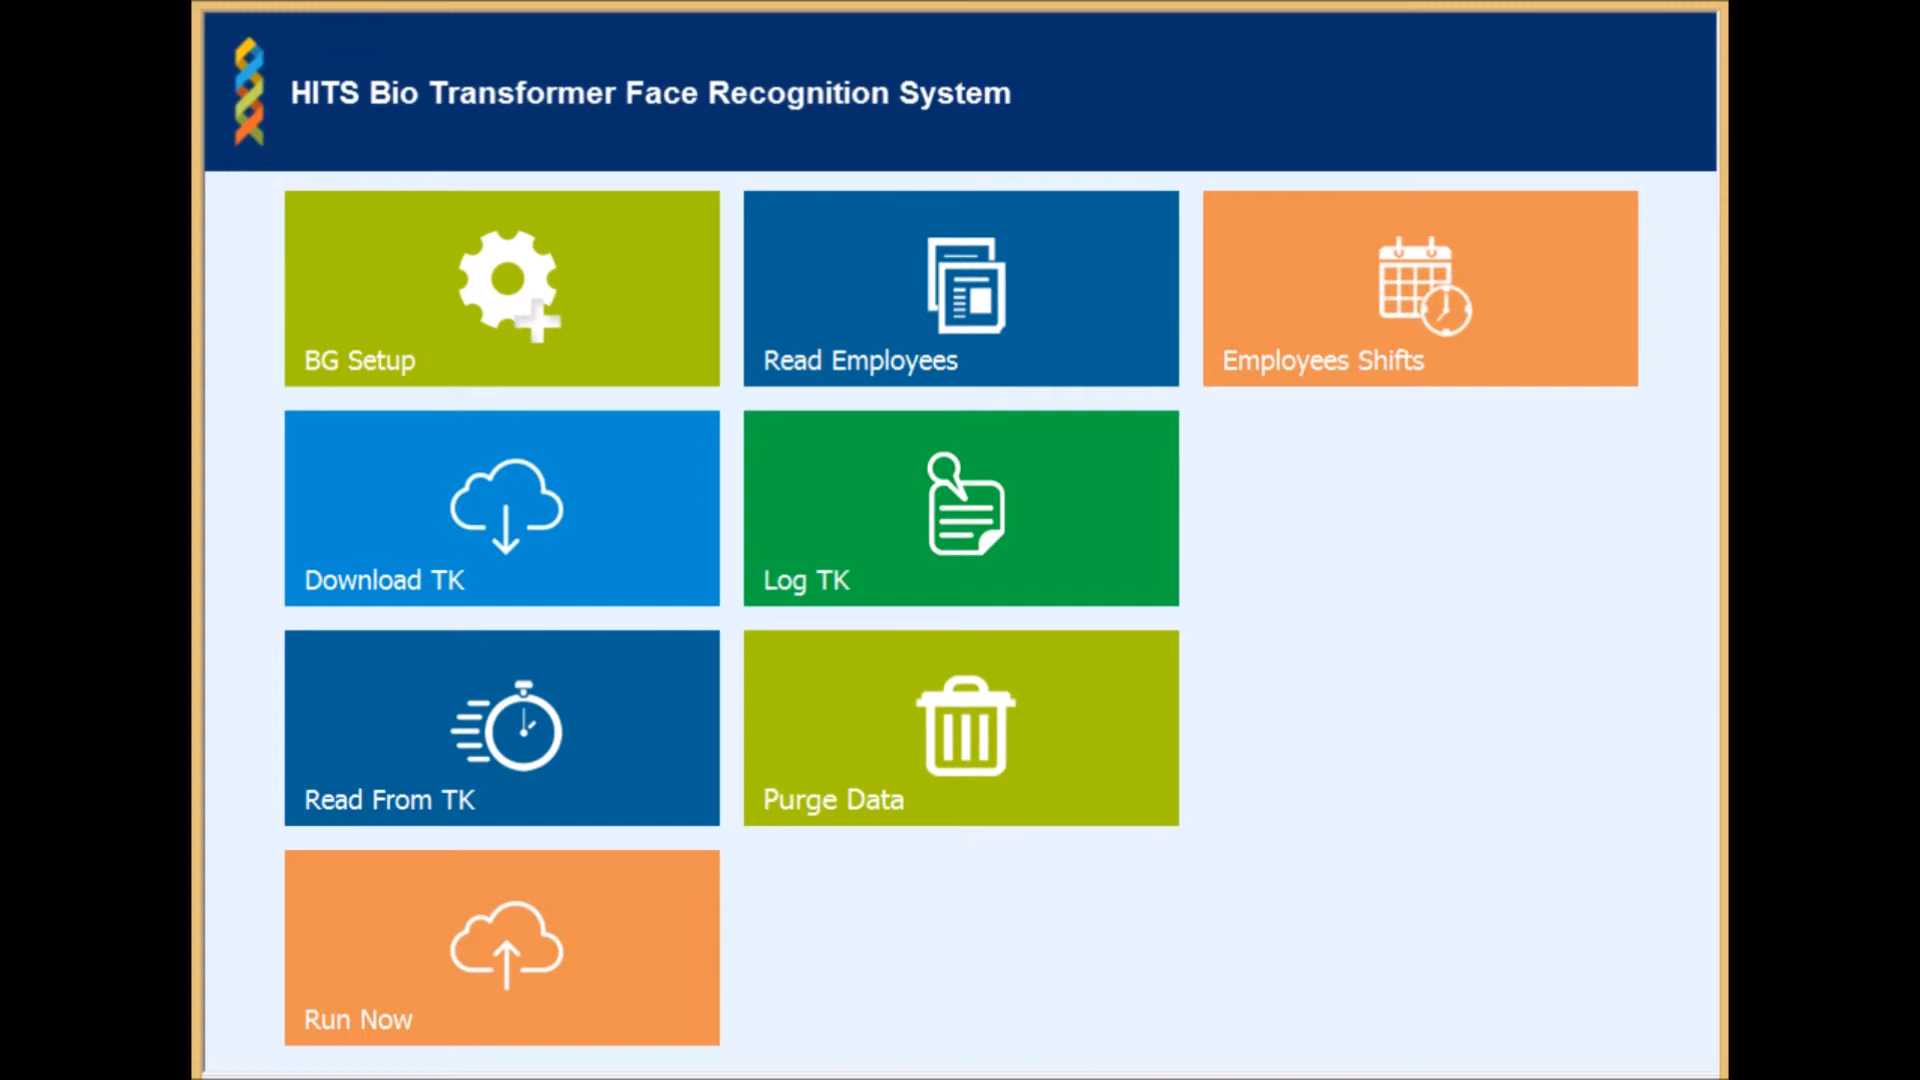 HITS Bio Transformer Face Recognition System
BG Setup
Read Employees
Employees Shifts
Download TK
Log TK
Read From TK
Purge Data
Run Now